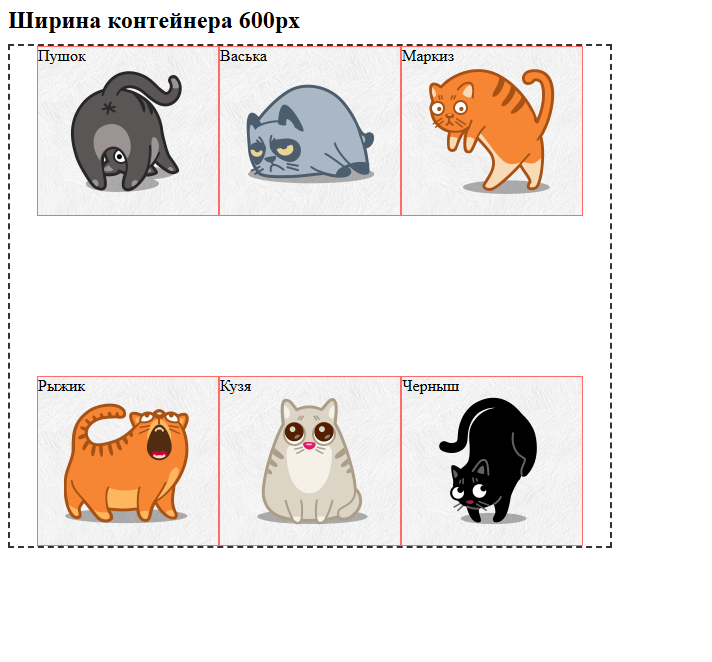 Ширина контейнера 600px
Пушок
Васька
Маркиз
Рыжик
Кузя
Черныш